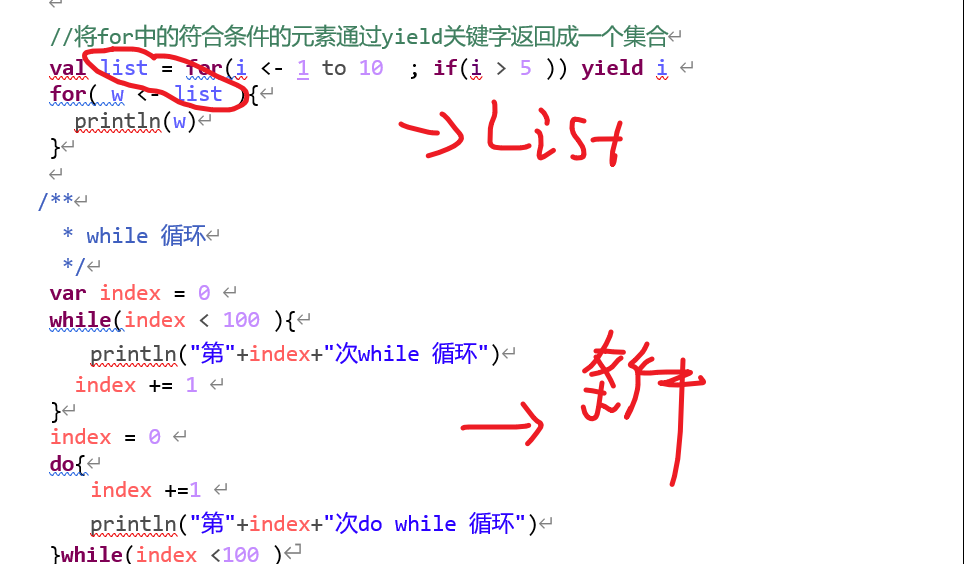 //将for中的符合条件的元素通过yield关键字返回成一个集合↵
val list = for(i <- 1 to 10  ; if(i > 5 )) yield i ↵
for( w <- list ){↵
println(w)↵
→ List
}↵
↵
/**↵
* while 循环↵
*/↵
var index = 0 ↵
while(index < 100 ){↵
println("第"+index+"次while 循环")↵
index += 1 ↵
→ 条件
}↵
index = 0 ↵
do{↵
index +=1 ↵
println("第"+index+"次do while 循环")↵
}while(index <100 )↵